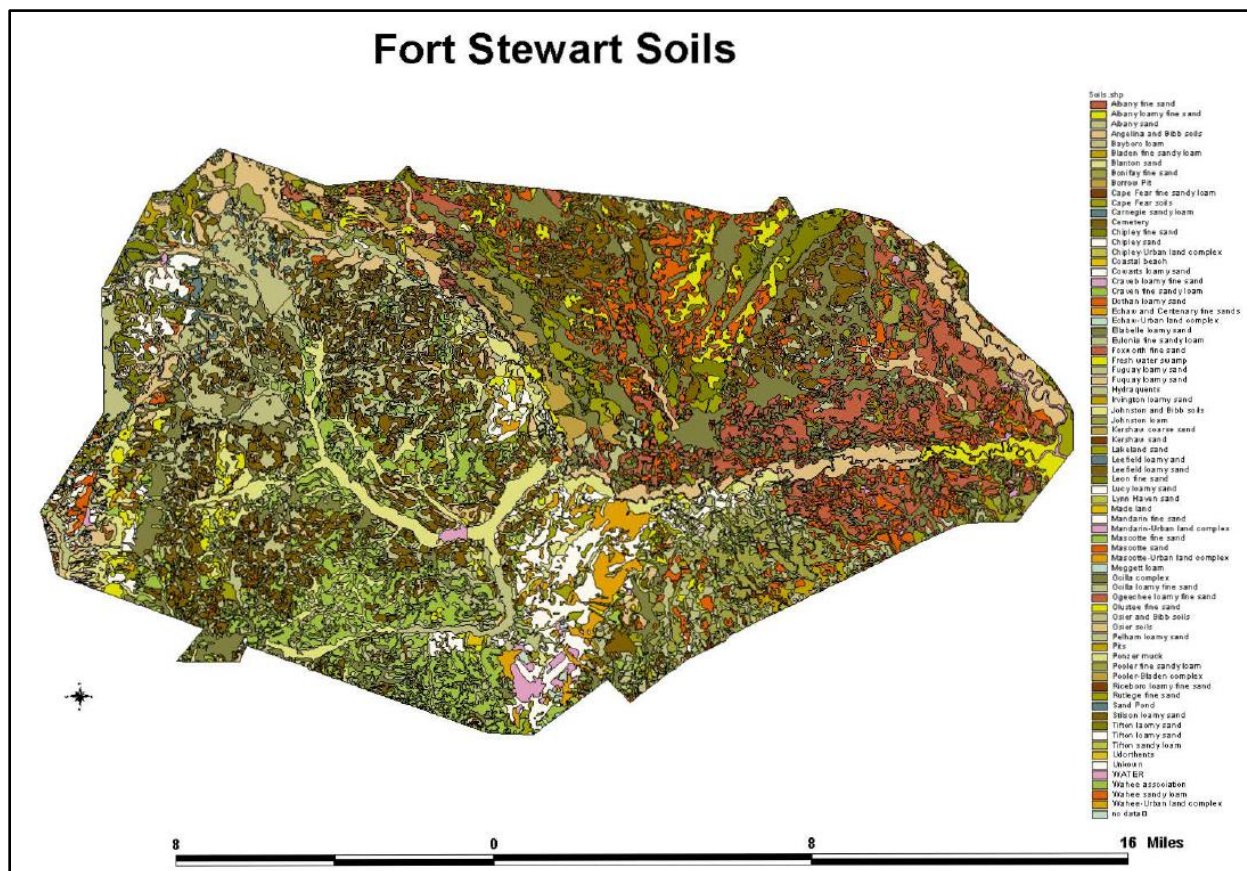 Fort Stewart Soils
Soils.shp
Albany fine sand
Albany loamy fine sand
Albany sand
Angelina and Bibb soils
Bayboro loam
Bladen fine sandy loam
Blanton sand
Bonifay fine sand
Borrow Pit
Cape Fear fine sandy loam
Cape Fear soils
Carnegie sandy loam
Cemetery
Chipley fine sand
Chipley sand
Chipley-Urban land complex
Coastal beach
Cowarts loamy sand
Craveb loamy fine sand
Craven fine sandy loam
Dothan loamy sand
Echaw and Centenary fine sands
Echaw-Urban land complex
Ellabelle loamy sand
Eulonia fine sandy loam
Foxworth fine sand
Fresh water swamp
Fuquay loamy sand
Fuquay loamy sand
Hydraquents
Irvington loamy sand
Johnston and Bibb soils
Johnston loam
Kershaw coarse sand
Kershaw sand
Lakeland sand
Leefield loamy and
Leefield loamy sand
Leon fine sand
Lucy loamy sand
Lynn Haven sand
Made land
Mandarin fine sand
Mandarin-Urban land complex
Mascotte fine sand
Mascotte sand
Mascotte-Urban land complex
Meggett loam
Ocilla complex
Ocilla loamy fine sand
Ogeechee loamy fine sand
Olustee fine sand
Osier and Bibb soils
Osier soils
Pelham loamy sand
Pits
Ponzer muck
Pooler fine sandy loam
Pooler-Bladen complex
Riceboro loamy fine sand
Rutlege fine sand
Sand Pond
Stilson loamy sand
Tifton laomy sand
Tifton loamy sand
Tifton sandy loam
Udorthents
Unkown
WATER
Wahee association
Wahee sandy loam
Wahee-Urban land complex
no data
8 0 8 16 Miles